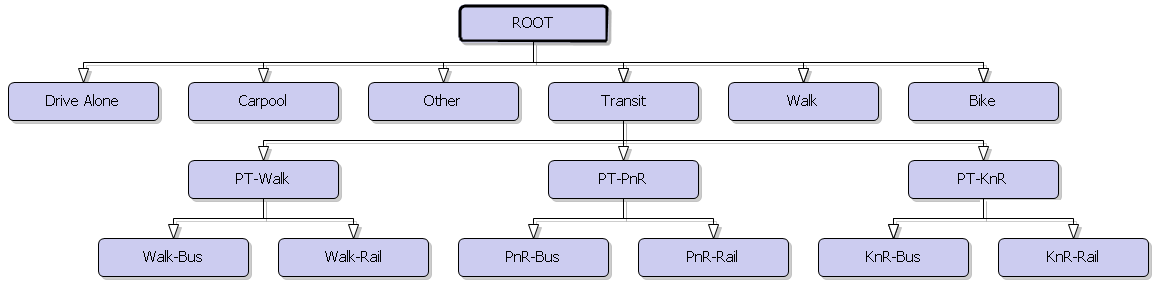 ROOT
Drive Alone
Carpool
Other
Transit
Walk
Bike
PT-Walk
PT-PnR
PT-KnR
Walk-Bus
Walk-Rail
PnR-Bus
PnR-Rail
KnR-Bus
KnR-Rail